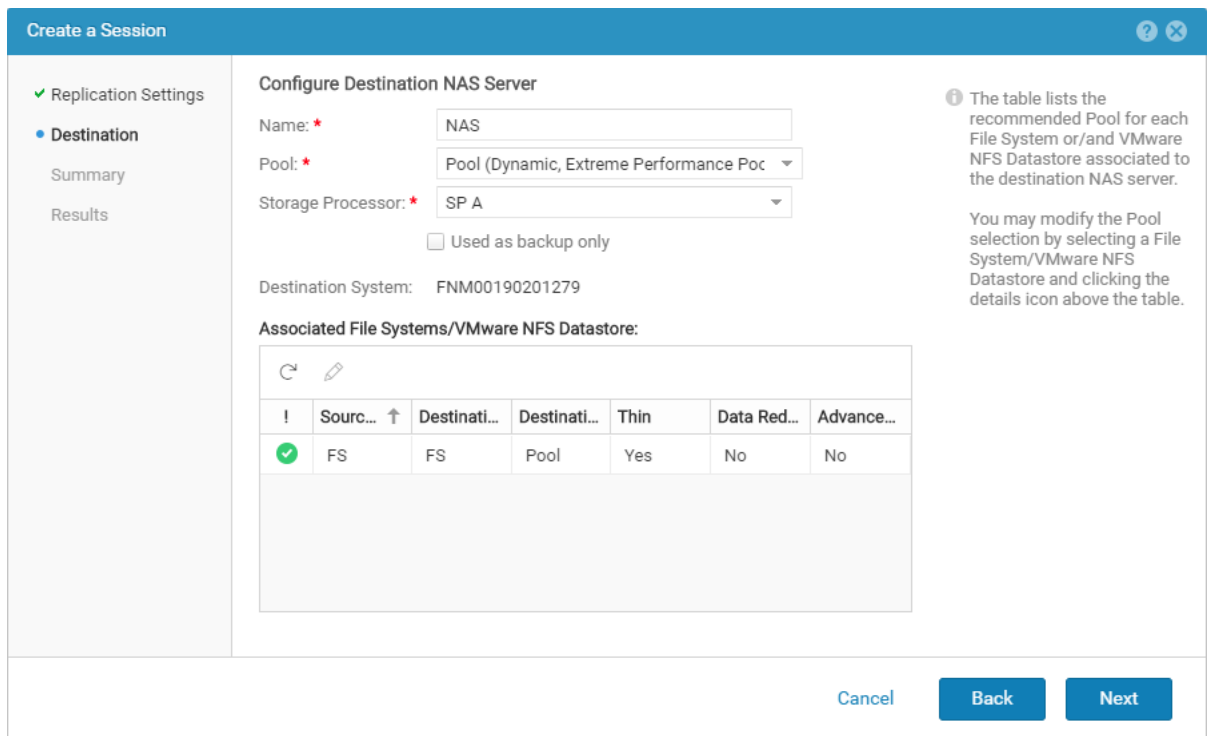 Create a Session
Replication Settings
Destination
Summary
Results
Configure Destination NAS Server
Name: *
NAS
Pool: *
Pool (Dynamic, Extreme Performance Poc
Storage Processor: *
SP A
Used as backup only
Destination System: FNM00190201279
Associated File Systems/VMware NFS Datastore:
! Sourc... Destinati... Destinati... Thin Data Red... Advance...
FS FS Pool Yes No No
The table lists the
recommended Pool for each
File System or/and VMware
NFS Datastore associated to
the destination NAS server.
You may modify the Pool
selection by selecting a File
System/VMware NFS
Datastore and clicking the
details icon above the table.
Cancel
Back
Next